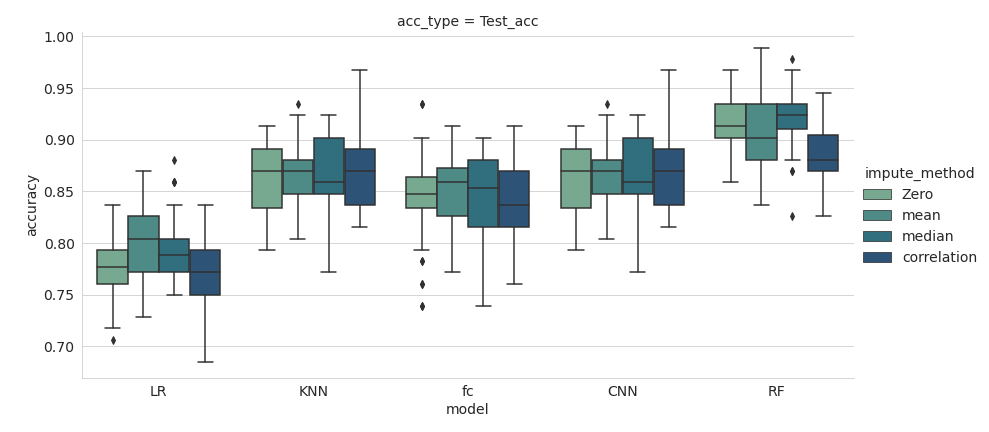 acc_type = Test_acc
1.00
0.95
0.90
0.85
0.80
0.75
0.70
accuracy
LR
KNN
fc
CNN
RF
model
impute_method
Zero
mean
median
correlation